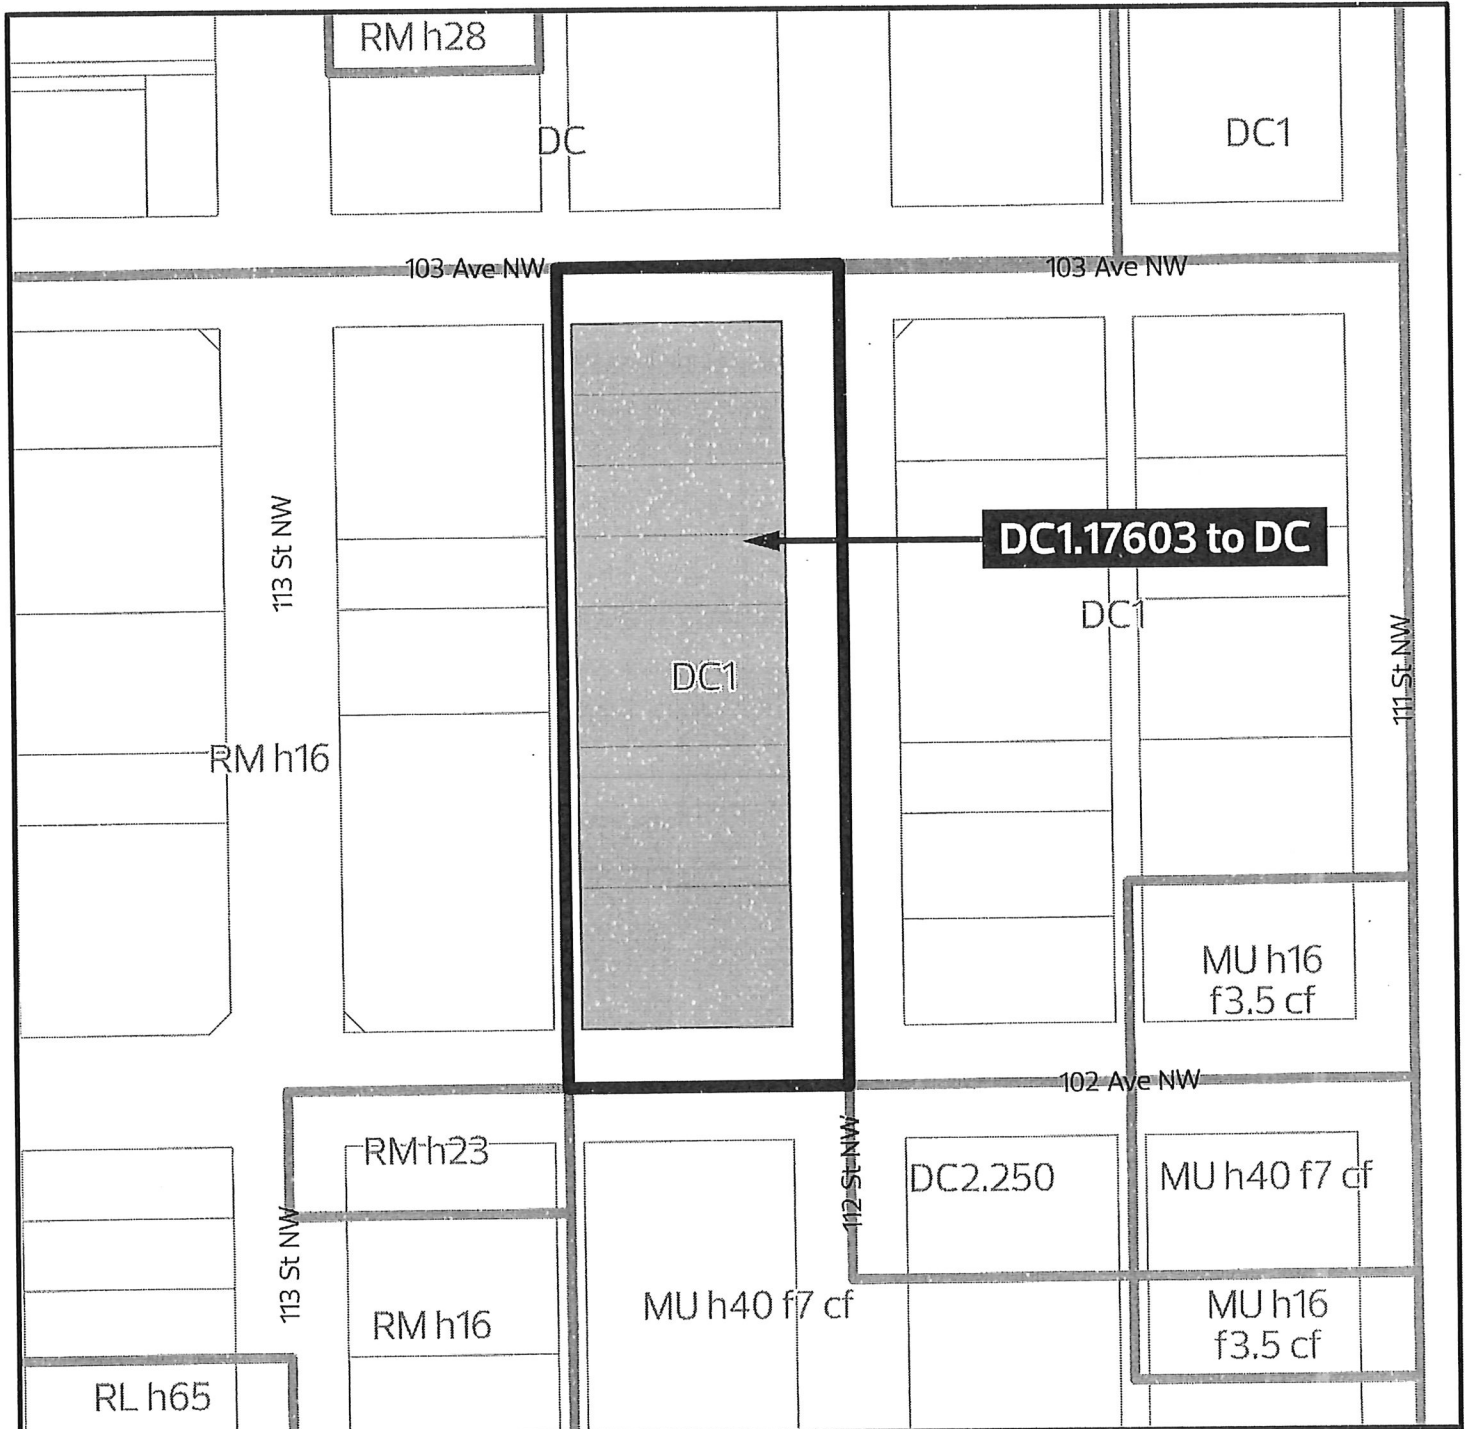 RM h28
DC
DC1
103 Ave NW
103 Ave NW
113 St NW
DC1.17603 to DC
DC1
111 St NW
DC1
RM h16
MU h16
f3.5 cf
102 Ave NW
RM h23
112 St NW
DC2.250
MU h40 f7 cf
113 St NW
RM h16
MU h40 f7 cf
MU h16
f3.5 cf
RL h65